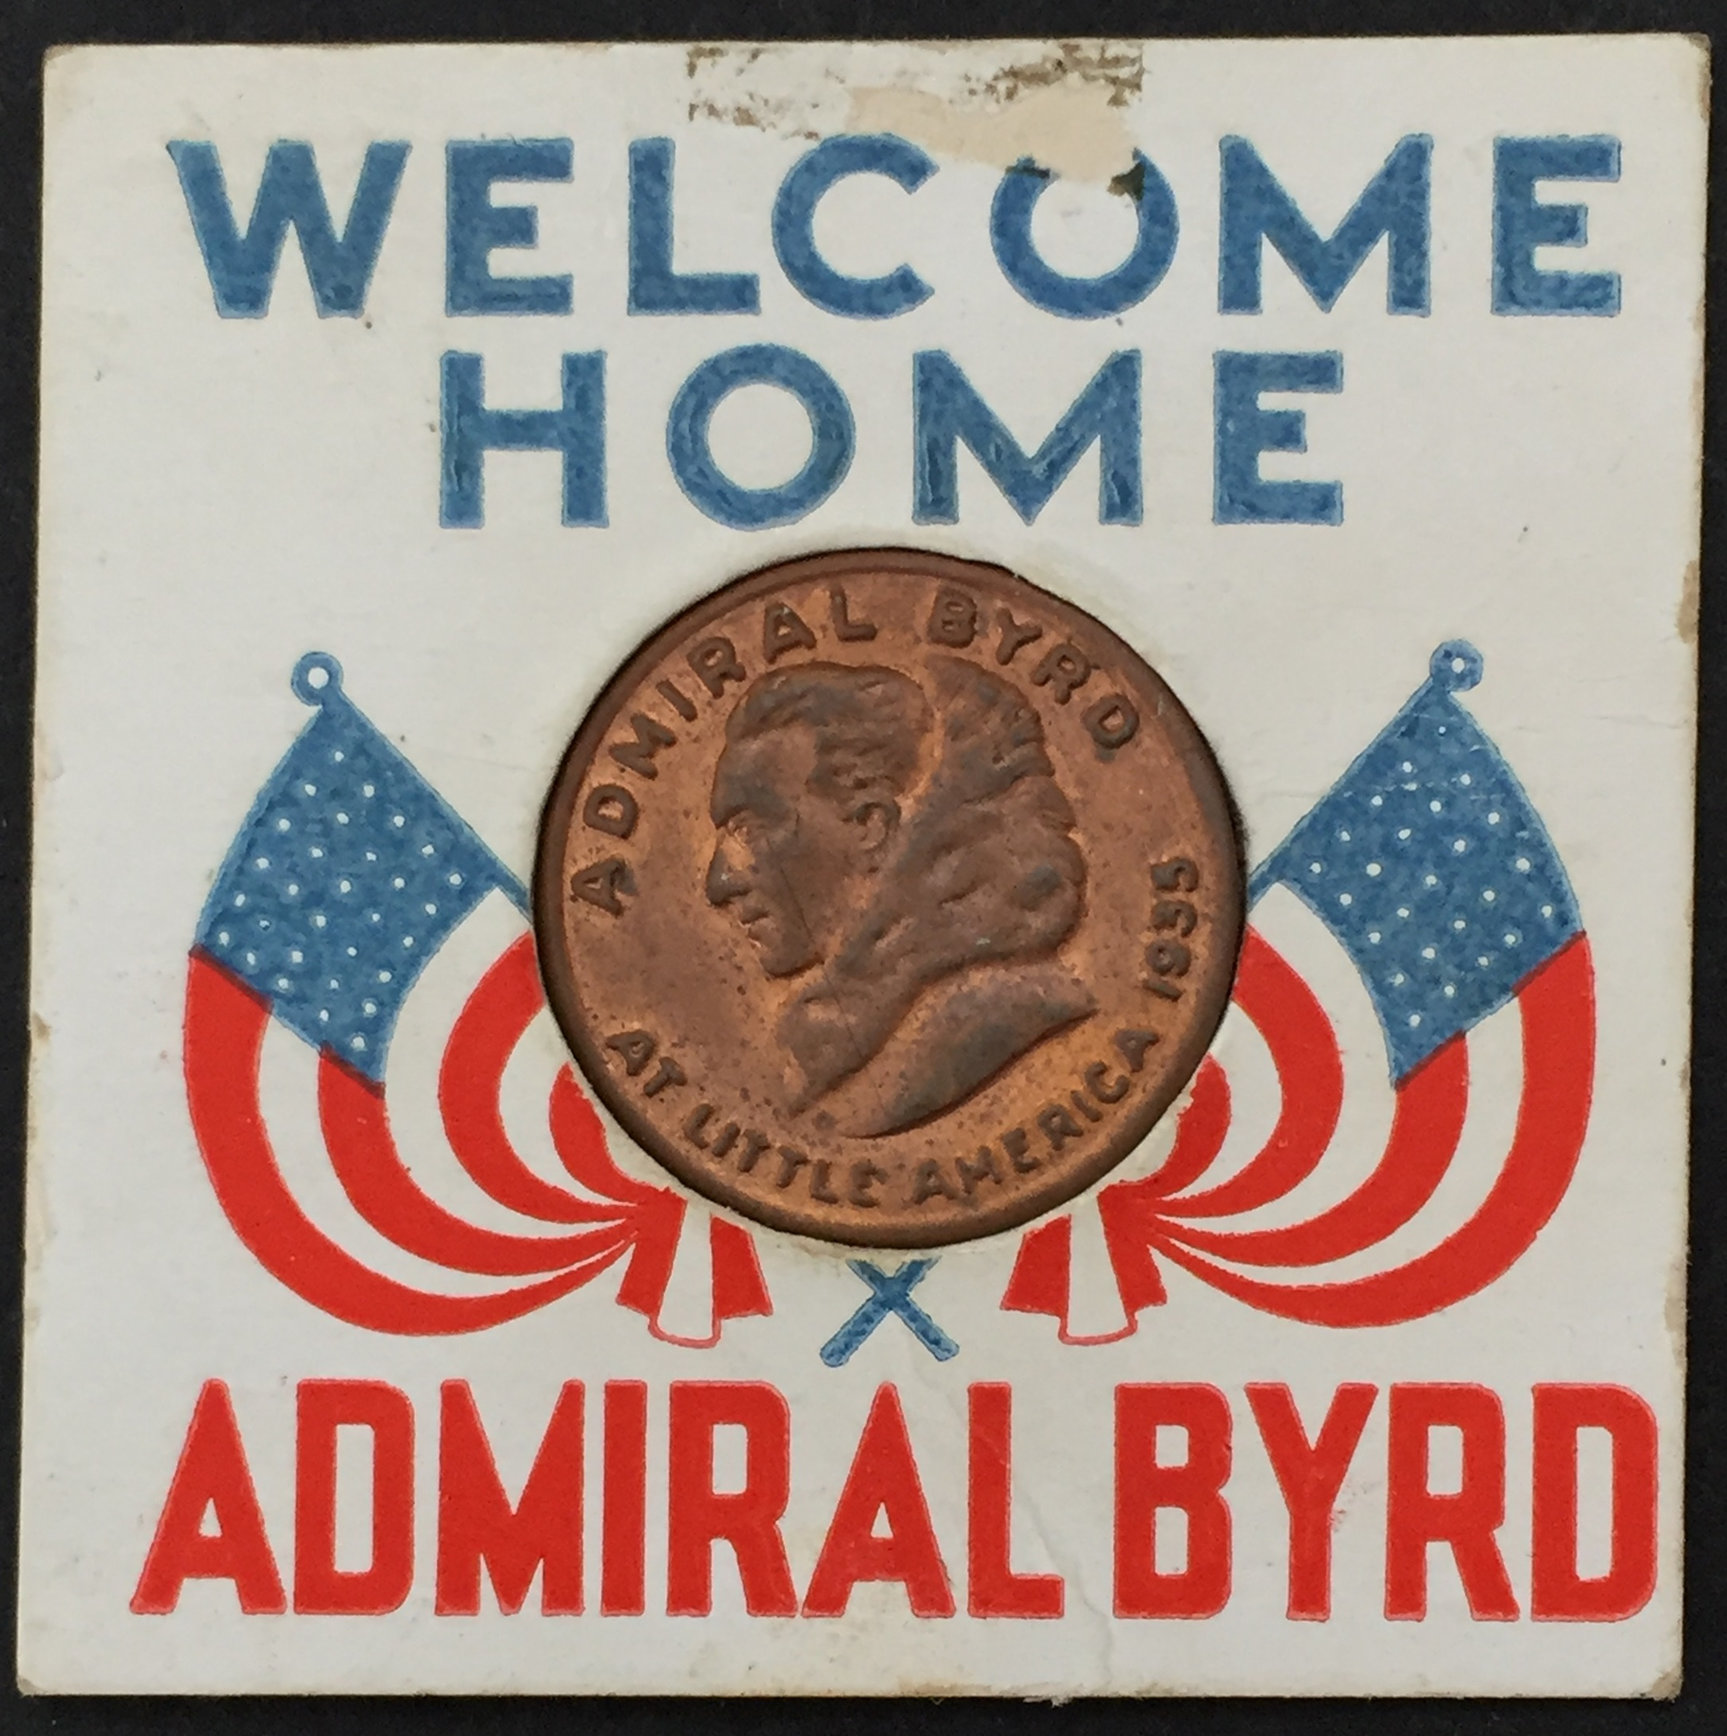 WELCOME
HOME
ADMIRAL BYRD
AT LITTLE AMERICA 1935
ADMIRAL BYRD